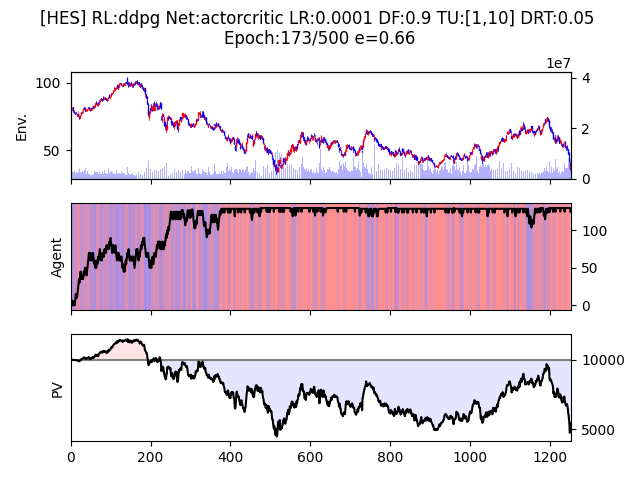 [HES] RL:ddpg Net:actorcritic LR:0.0001 DF:0.9 TU:[1,10] DRT:0.05
Epoch:173/500 e=0.66
1e7
100
50
Env.
4
2
0
Agent
100
50
0
PV
10000
5000
0 200 400 600 800 1000 1200